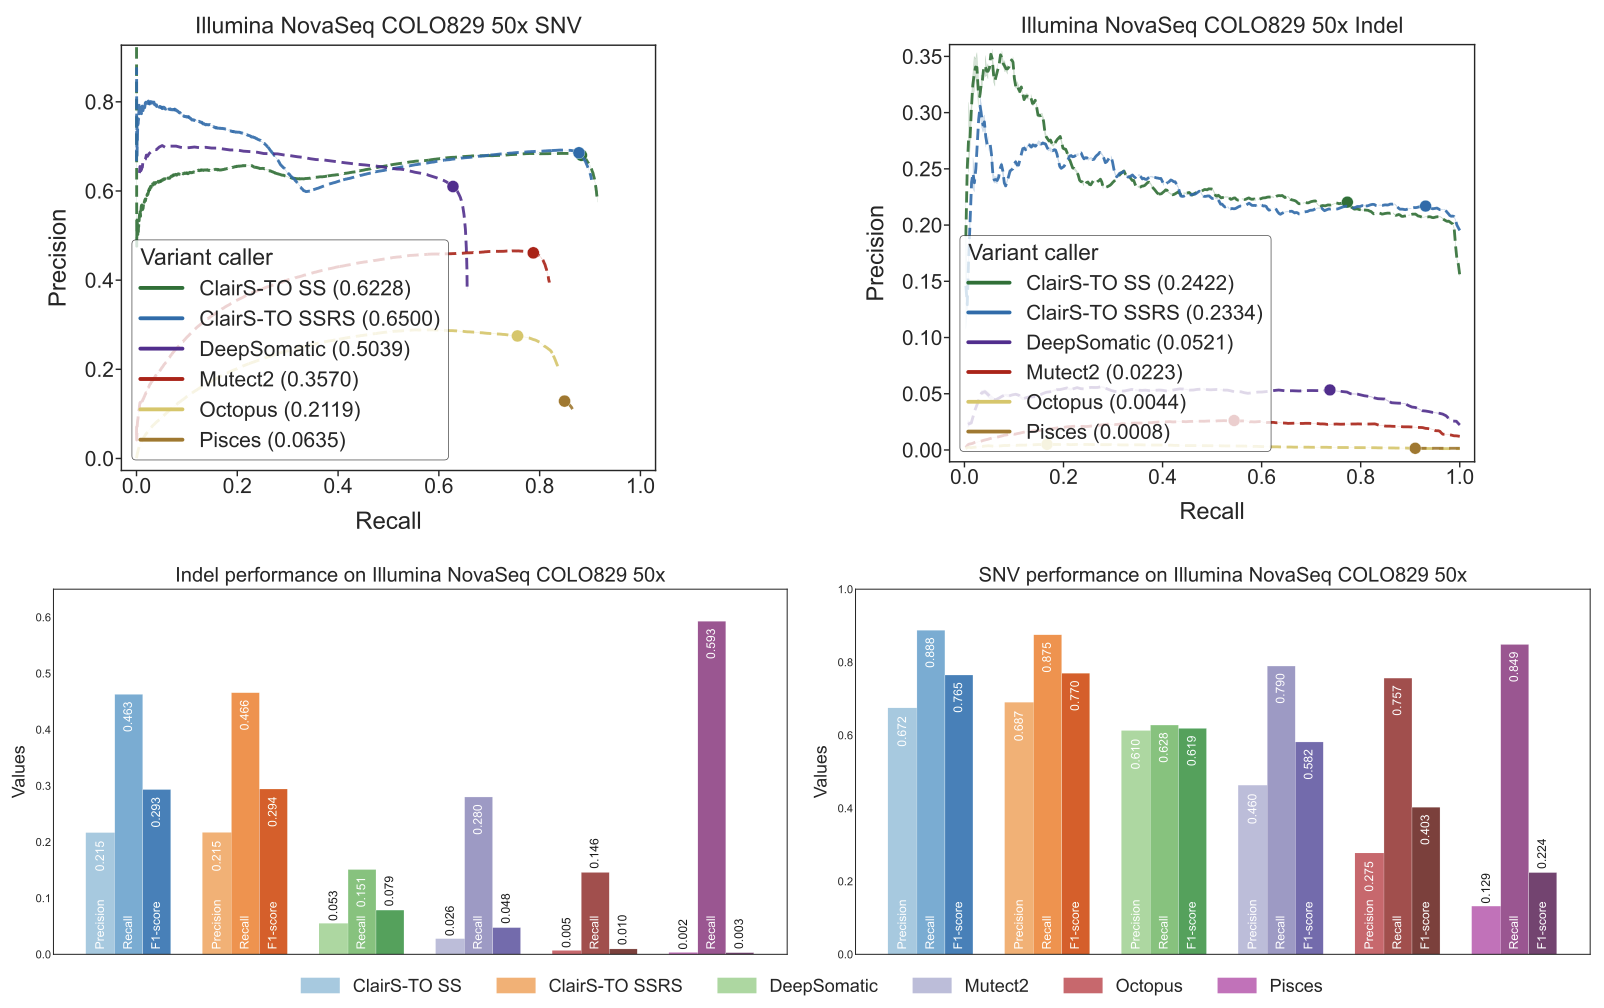 Illumina NovaSeq COLO829 50x SNV
Precision
0.8
0.6
0.4
0.2
0.0
Variant caller
ClairS-TO SS (0.6228)
ClairS-TO SSRS (0.6500)
DeepSomatic (0.5039)
Mutect2 (0.3570)
Octopus (0.2119)
Pisces (0.0635)
0.0 0.2 0.4 0.6 0.8 1.0
Recall
Illumina NovaSeq COLO829 50x Indel
Precision
0.35
0.30
0.25
0.20
0.15
0.10
0.05
0.00
Variant caller
ClairS-TO SS (0.2422)
ClairS-TO SSRS (0.2334)
DeepSomatic (0.0521)
Mutect2 (0.0223)
Octopus (0.0044)
Pisces (0.0008)
0.0 0.2 0.4 0.6 0.8 1.0
Recall
Indel performance on Illumina NovaSeq COLO829 50x
Values
0.6
0.5
0.4
0.3
0.2
0.1
0.0
Precision 0.215
Recall 0.463
F1-score 0.293
Precision 0.215
Recall 0.466
F1-score 0.294
0.053
Recall 0.151
0.079
0.026
Recall 0.280
0.048
0.005
Recall 0.146
0.010
0.002
Recall 0.593
0.003
SNV performance on Illumina NovaSeq COLO829 50x
Values
1.0
0.8
0.6
0.4
0.2
0.0
Precision 0.672
Recall 0.888
F1-score 0.765
Precision 0.687
Recall 0.875
F1-score 0.770
Precision 0.610
Recall 0.628
F1-score 0.619
Precision 0.460
Recall 0.790
F1-score 0.582
Precision 0.275
Recall 0.757
F1-score 0.403
Precision 0.129
Recall 0.849
F1-score 0.224
ClairS-TO SS ClairS-TO SSRS DeepSomatic Mutect2 Octopus Pisces